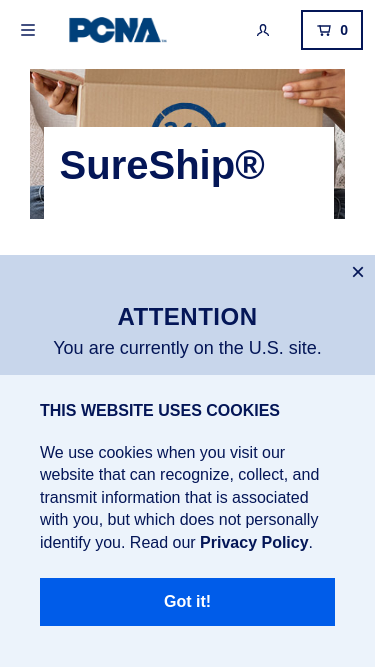 PCNA
0
SureShip®
×
ATTENTION
You are currently on the U.S. site.
THIS WEBSITE USES COOKIES
We use cookies when you visit our
website that can recognize, collect, and
transmit information that is associated
with you, but which does not personally
identify you. Read our Privacy Policy.
Got it!